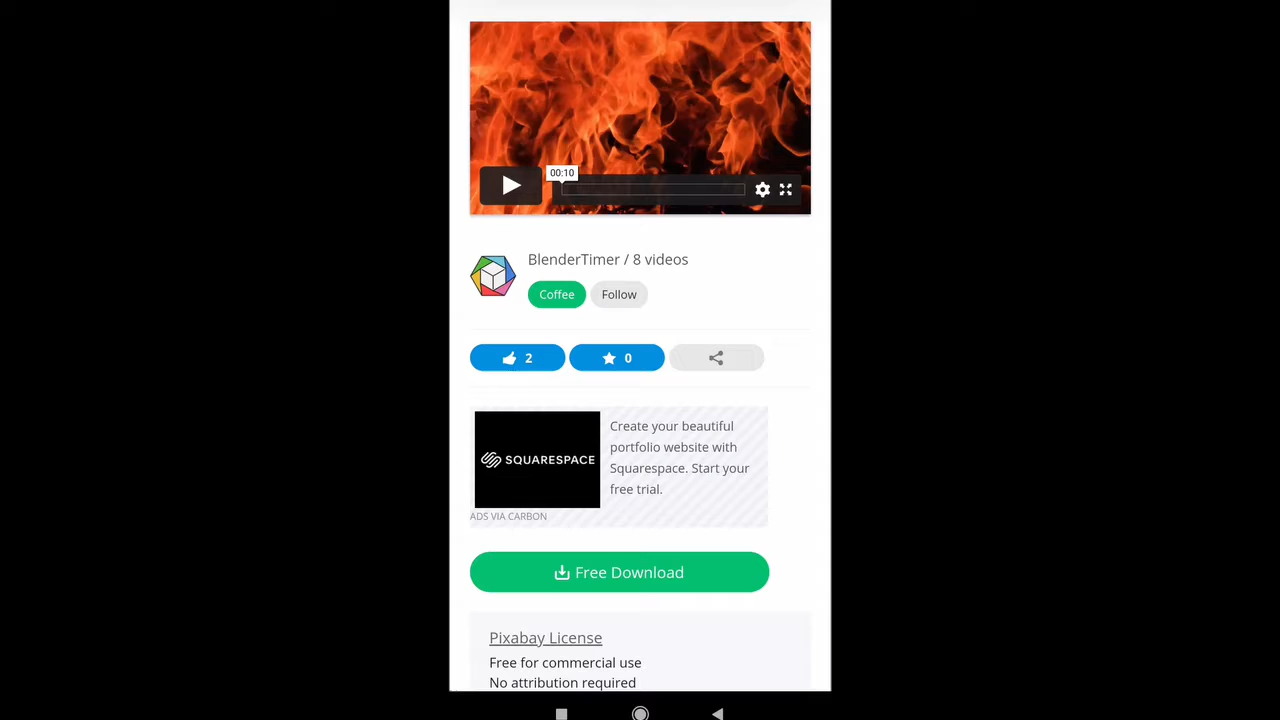 00:10
BlenderTimer / 8 videos
Coffee Follow
2 0
SQUARESPACE
Create your beautiful
portfolio website with
Squarespace. Start your
free trial.
ADS VIA CARBON
Free Download
Pixabay License
Free for commercial use
No attribution required